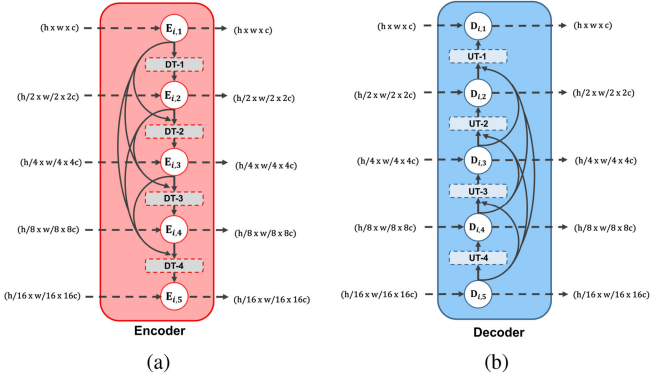 (h x w x c) E_{i,1} (h x w x c)
DT-1
(h/2 x w/2 x 2c) E_{i,2} (h/2 x w/2 x 2c)
DT-2
(h/4 x w/4 x 4c) E_{i,3} (h/4 x w/4 x 4c)
DT-3
(h/8 x w/8 x 8c) E_{i,4} (h/8 x w/8 x 8c)
DT-4
(h/16 x w/16 x 16c) E_{i,5} (h/16 x w/16 x 16c)
Encoder
(a)
(h x w x c) D_{i,1} (h x w x c)
UT-1
(h/2 x w/2 x 2c) D_{i,2} (h/2 x w/2 x 2c)
UT-2
(h/4 x w/4 x 4c) D_{i,3} (h/4 x w/4 x 4c)
UT-3
(h/8 x w/8 x 8c) D_{i,4} (h/8 x w/8 x 8c)
UT-4
(h/16 x w/16 x 16c) D_{i,5} (h/16 x w/16 x 16c)
Decoder
(b)